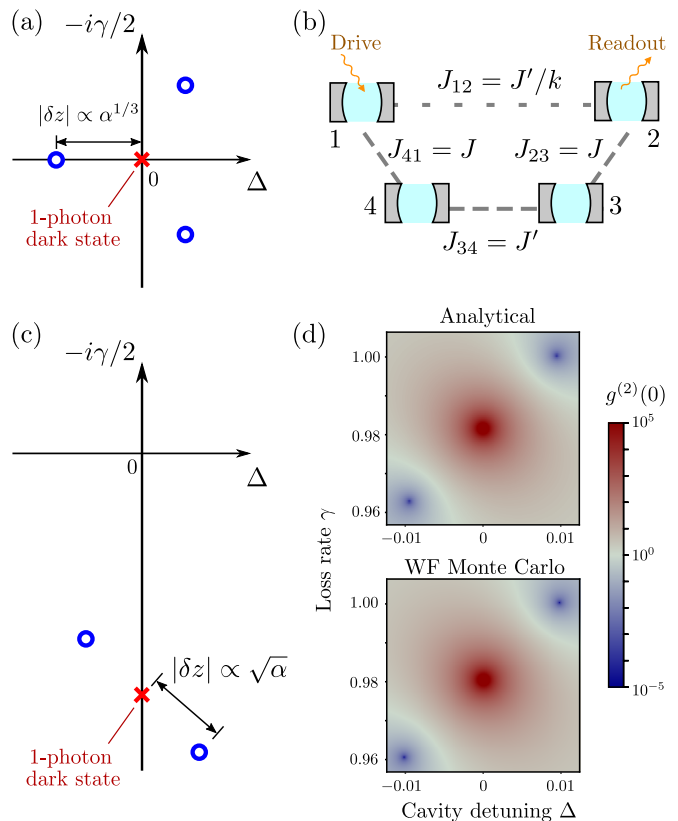 (a)
−iγ/2
|δz| ∝ α^{1/3}
0
Δ
1-photon
dark state
(b)
Drive
Readout
J_{12} = J′/k
1
2
J_{41} = J
J_{23} = J
4
3
J_{34} = J′
(c)
−iγ/2
0
Δ
|δz| ∝ √α
1-photon
dark state
(d)
Analytical
1.00
0.98
0.96
−0.01
0
0.01
WF Monte Carlo
1.00
0.98
0.96
−0.01
0
0.01
Loss rate γ
Cavity detuning Δ
g^{(2)}(0)
10^5
10^0
10^{−5}